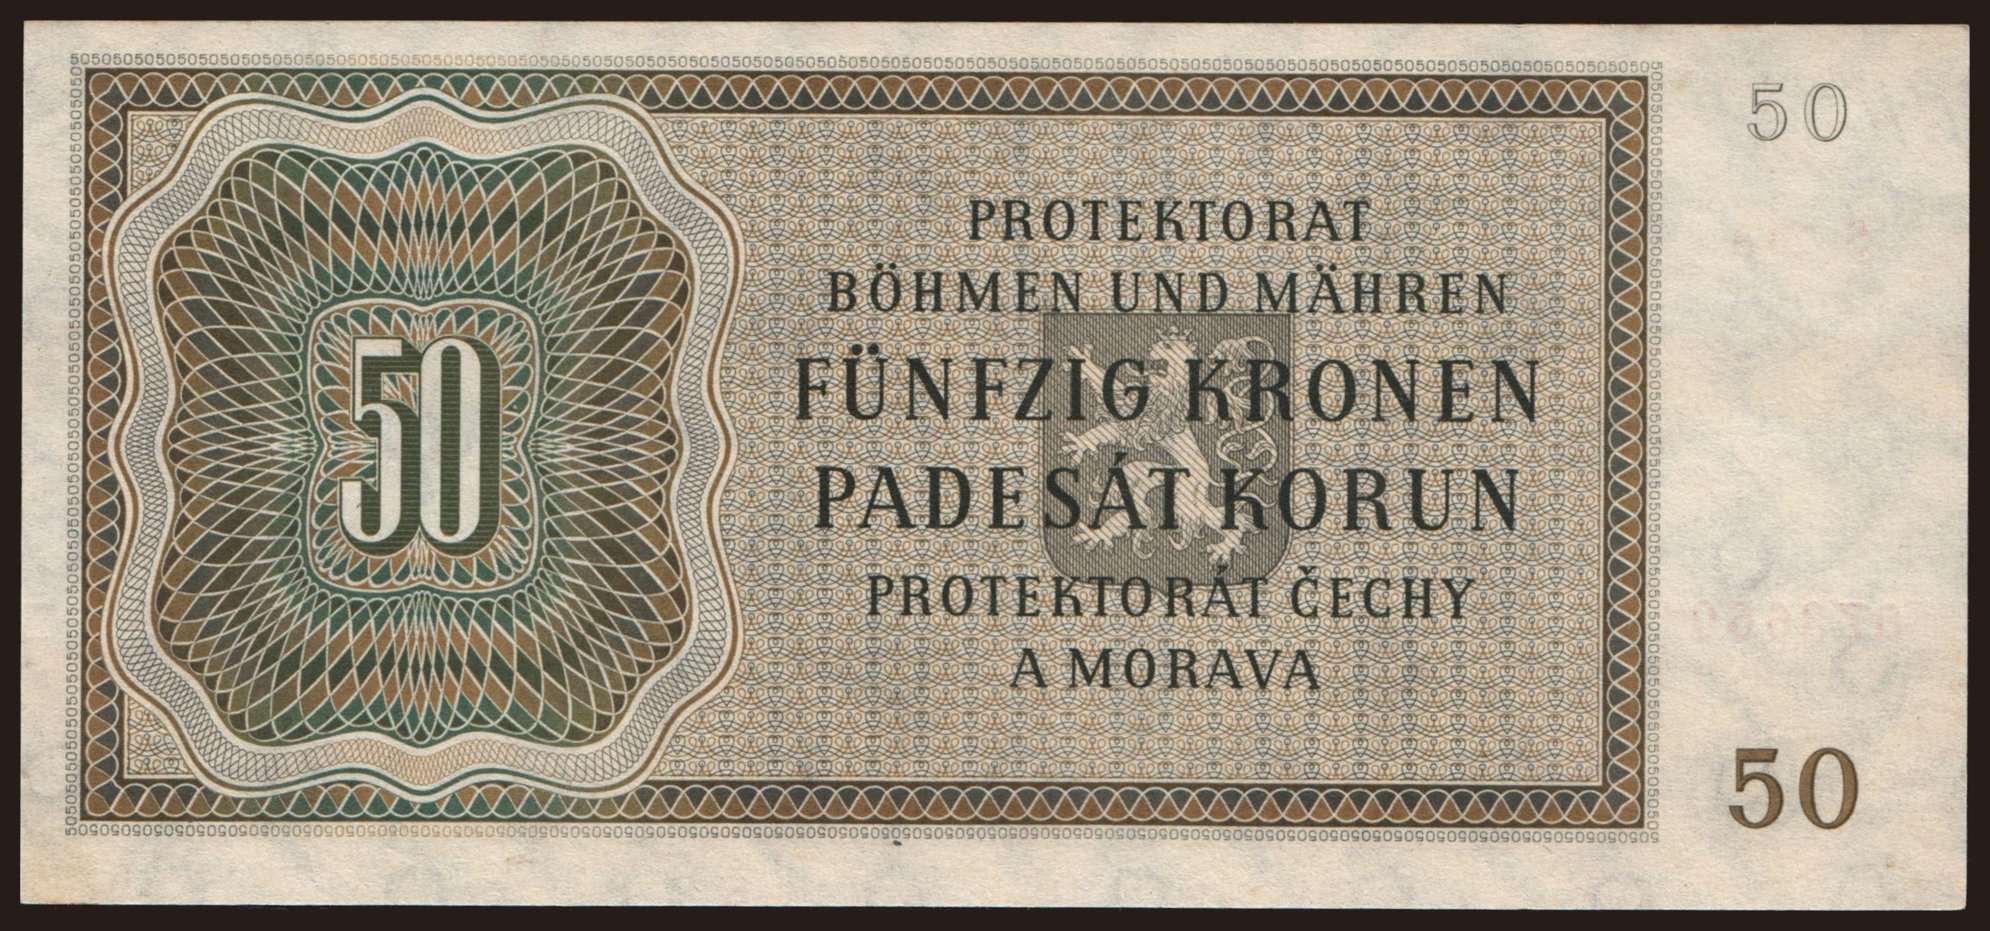 50
PROTEKTORAT
BÖHMEN UND MÄHREN
50
FÜNFZIG KRONEN
PADESÁT KORUN
PROTEKTORÁT ČECHY
A MORAVA
50